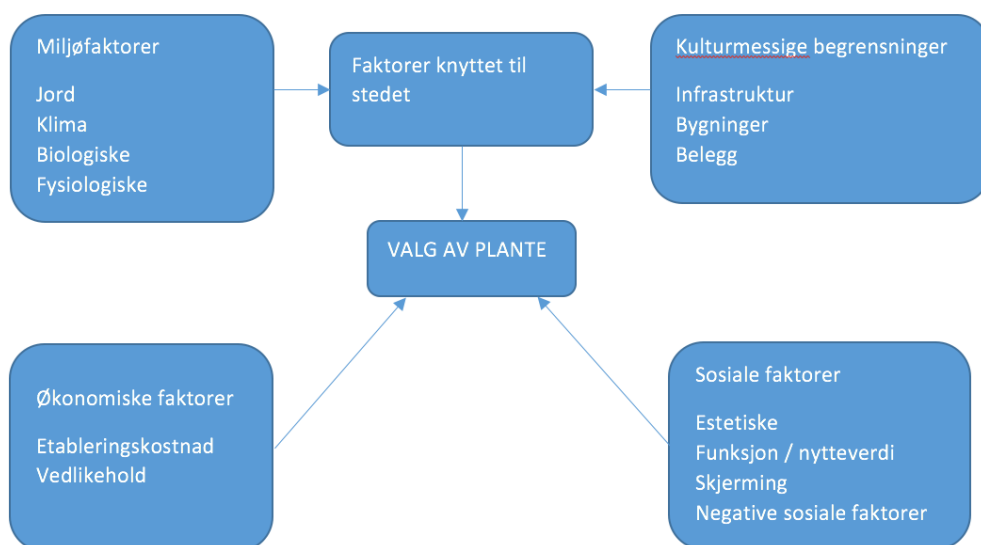 Miljøfaktorer
Jord
Klima
Biologiske
Fysiologiske
Faktorer knyttet til
stedet
Kulturmessige begrensninger
Infrastruktur
Bygninger
Belegg
VALG AV PLANTE
Økonomiske faktorer
Etableringskostnad
Vedlikehold
Sosiale faktorer
Estetiske
Funksjon / nytteverdi
Skjerming
Negative sosiale faktorer